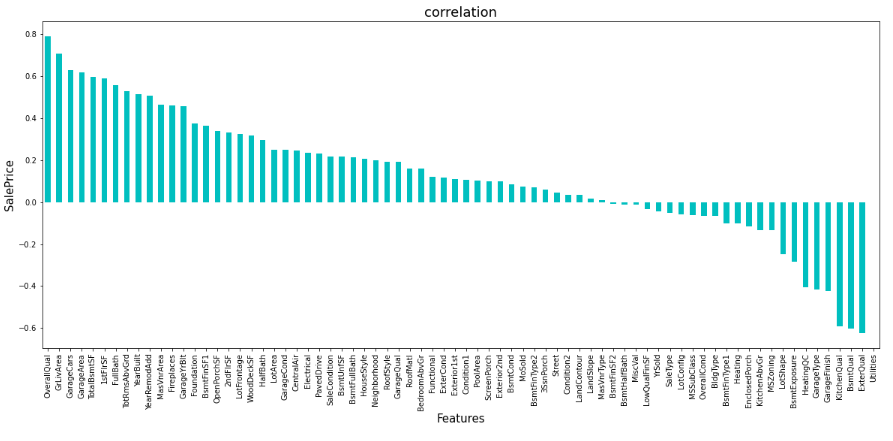 correlation
0.8
0.6
0.4
0.2
0.0
−0.2
−0.4
−0.6
SalePrice
OverallQual
GrLivArea
GarageCars
GarageArea
TotalBsmtSF
1stFlrSF
FullBath
TotRmsAbvGrd
YearBuilt
YearRemodAdd
MasVnrArea
Fireplaces
GarageYrBlt
Foundation
BsmtFinSF1
OpenPorchSF
2ndFlrSF
LotFrontage
WoodDeckSF
HalfBath
LotArea
GarageCond
CentralAir
Electrical
PavedDrive
SaleCondition
BsmtUnfSF
BsmtFullBath
HouseStyle
Neighborhood
RoofStyle
GarageQual
RoofMatl
BedroomAbvGr
Functional
ExterCond
Exterior1st
Condition1
PoolArea
ScreenPorch
Exterior2nd
BsmtCond
MoSold
BsmtFinType2
3SsnPorch
Street
Condition2
LandContour
LandSlope
MasVnrType
BsmtFinSF2
BsmtHalfBath
MiscVal
LowQualFinSF
YrSold
SaleType
LotConfig
MSSubClass
OverallCond
BldgType
BsmtFinType1
Heating
EnclosedPorch
KitchenAbvGr
MSZoning
LotShape
BsmtExposure
HeatingQC
GarageType
GarageFinish
KitchenQual
BsmtQual
ExterQual
Utilities
Features